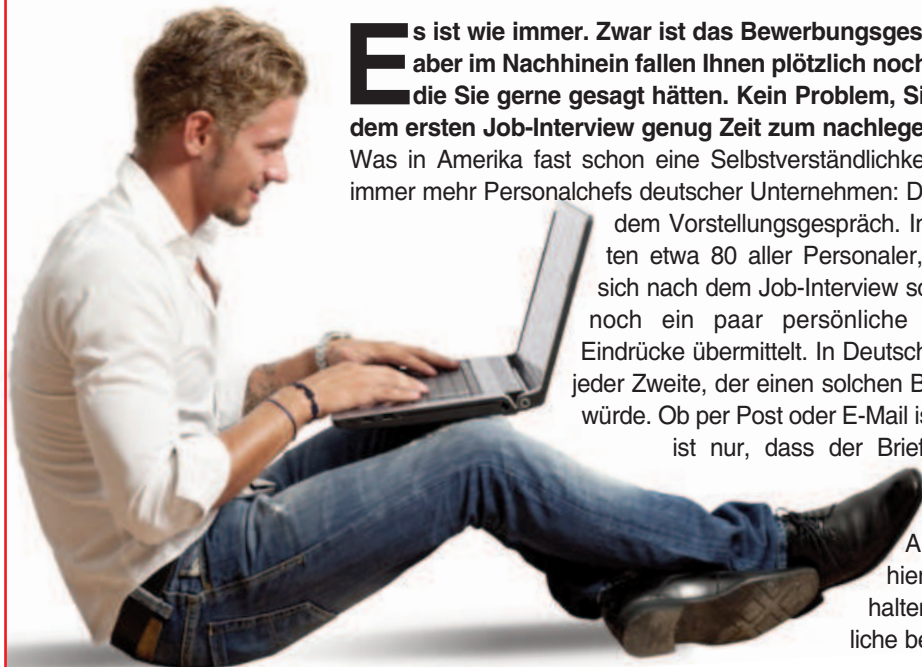 Es ist wie immer. Zwar ist das Bewerbungsges
aber im Nachhinein fallen Ihnen plötzlich noch
die Sie gerne gesagt hätten. Kein Problem, Si
dem ersten Job-Interview genug Zeit zum nachlege
Was in Amerika fast schon eine Selbstverständlichke
immer mehr Personalchefs deutscher Unternehmen: D
dem Vorstellungsgespräch. In
ten etwa 80 aller Personaler,
sich nach dem Job-Interview so
noch ein paar persönliche
Eindrücke übermittelt. In Deutsch
jeder Zweite, der einen solchen B
würde. Ob per Post oder E-Mail is
ist nur, dass der Brief
A
hier
halten
liche be